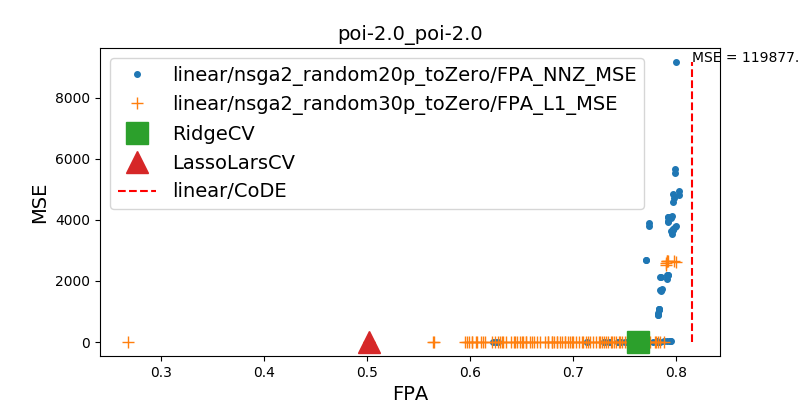 poi-2.0_poi-2.0
MSE = 119877.
linear/nsga2_random20p_toZero/FPA_NNZ_MSE
linear/nsga2_random30p_toZero/FPA_L1_MSE
RidgeCV
LassoLarsCV
linear/CoDE
8000
6000
4000
2000
0
MSE
0.3 0.4 0.5 0.6 0.7 0.8
FPA